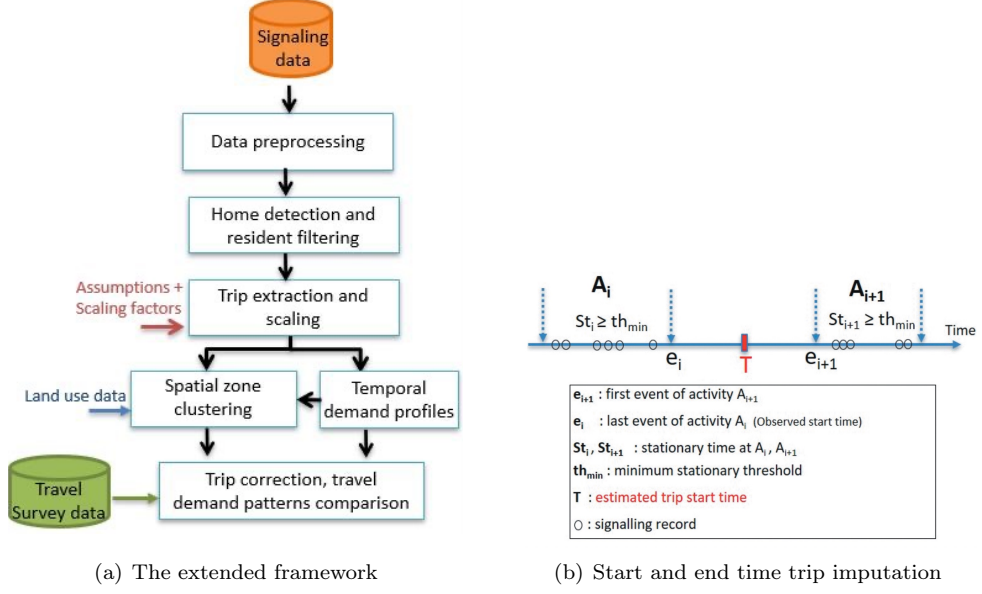 Signaling
data
Data preprocessing
Home detection and
resident filtering
Assumptions +
Scaling factors
Trip extraction and
scaling
Land use data
Spatial zone
clustering
Temporal
demand profiles
Travel
Survey data
Trip correction, travel
demand patterns comparison
(a) The extended framework
Aᵢ
Stᵢ ≥ thₘᵢₙ
Aᵢ₊₁
Stᵢ₊₁ ≥ thₘᵢₙ
Time
eᵢ
T
eᵢ₊₁
eᵢ₊₁ : first event of activity Aᵢ₊₁
eᵢ : last event of activity Aᵢ (Observed start time)
Stᵢ, Stᵢ₊₁ : stationary time at Aᵢ, Aᵢ₊₁
thₘᵢₙ : minimum stationary threshold
T : estimated trip start time
O : signalling record
(b) Start and end time trip imputation